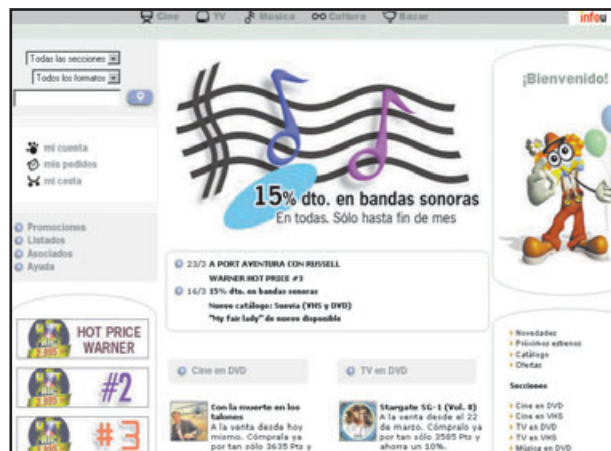 Cine TV Música Cultura Bazar
infou
Todas las secciones
Todos los formatos
mi cuenta
mis pedidos
mi cesta
Promociones
Listados
Asociados
Ayuda
HOT PRICE
WARNER
2.995
#2
2.995
#3
2.995
15% dto. en bandas sonoras
En todas. Sólo hasta fin de mes
23/3 A PORT AVENTURA CON RUSSELL
WARNER HOT PRICE #3
16/3 15% dto. en bandas sonoras
Nuevo catálogo: Suevia (VHS y DVD)
"My fair lady" de nuevo disponible
Cine en DVD
Con la muerte en los
talones
A la venta desde hoy
mismo. Cómprala ya
por tan sólo 3635 Pts y
TV en DVD
Stargate SG-1 (Vol. 8)
A la venta desde el 22
de marzo. Cómpralo ya
por tan sólo 3585 Pts y
ahorra un 10%.
¡Bienvenido!
Novedades
Próximos estrenos
Catálogo
Ofertas
Secciones
Cine en DVD
Cine en VHS
TV en DVD
TV en VHS
Música en DVD